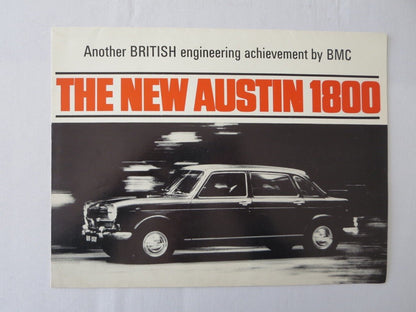 Another BRITISH engineering achievement by BMC
THE NEW AUSTIN 1800